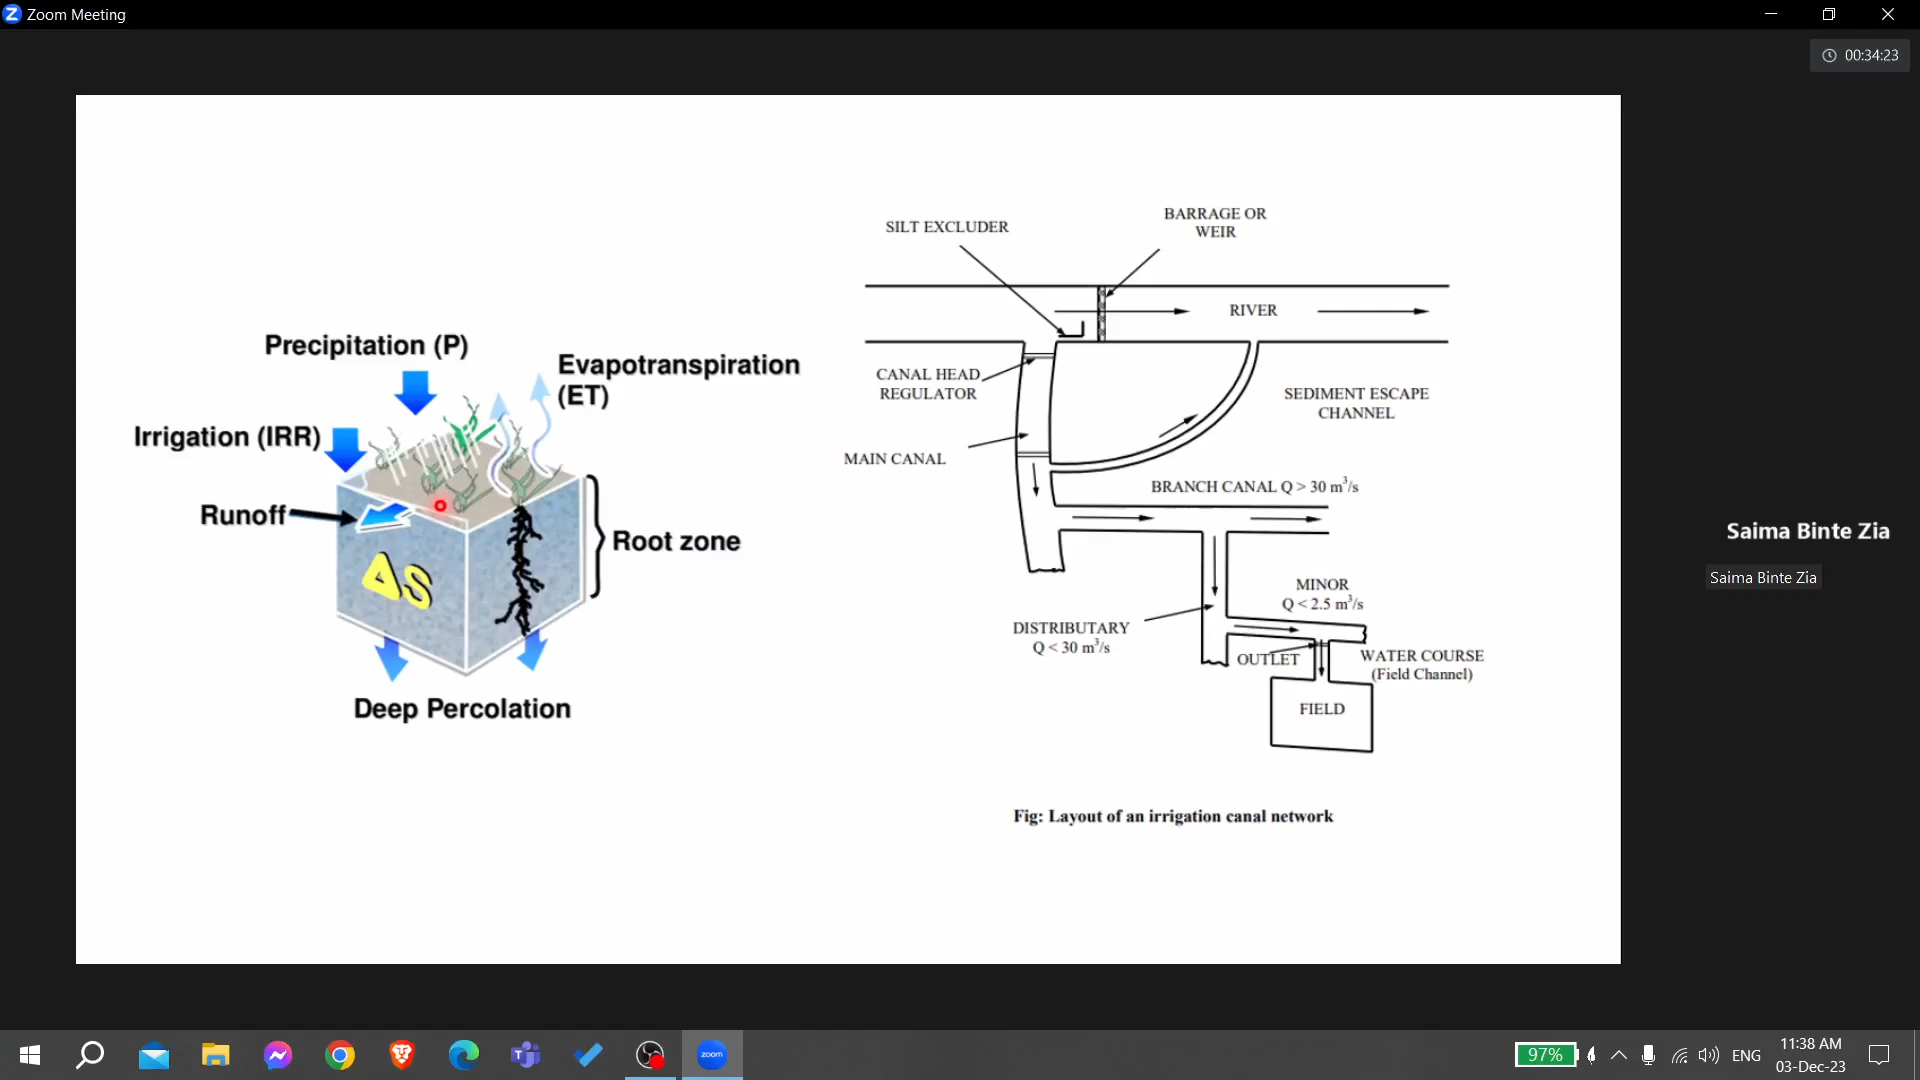 Zoom Meeting
00:34:23
Precipitation (P)
Evapotranspiration
(ET)
Irrigation (IRR)
Runoff
Root zone
ΔS
Deep Percolation
SILT EXCLUDER
BARRAGE OR
WEIR
RIVER
CANAL HEAD
REGULATOR
SEDIMENT ESCAPE
CHANNEL
MAIN CANAL
BRANCH CANAL Q > 30 m³/s
MINOR
Q < 2.5 m³/s
DISTRIBUTARY
Q < 30 m³/s
OUTLET
WATER COURSE
(Field Channel)
FIELD
Fig: Layout of an irrigation canal network
Saima Binte Zia
Saima Binte Zia
zoom
97%
ENG
11:38 AM
03-Dec-23